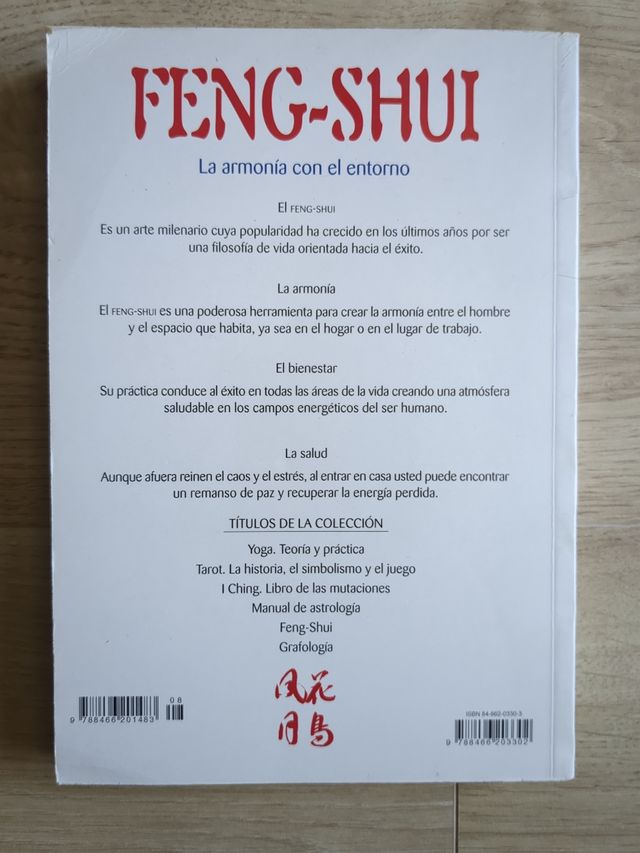 FENG-SHUI
La armonía con el entorno
El FENG-SHUI
Es un arte milenario cuya popularidad ha crecido en los últimos años por ser
una filosofía de vida orientada hacia el éxito.
La armonía
El FENG-SHUI es una poderosa herramienta para crear la armonía entre el hombre
y el espacio que habita, ya sea en el hogar o en el lugar de trabajo.
El bienestar
Su práctica conduce al éxito en todas las áreas de la vida creando una atmósfera
saludable en los campos energéticos del ser humano.
La salud
Aunque afuera reinen el caos y el estrés, al entrar en casa usted puede encontrar
un remanso de paz y recuperar la energía perdida.
TÍTULOS DE LA COLECCIÓN
Yoga. Teoría y práctica
Tarot. La historia, el simbolismo y el juego
I Ching. Libro de las mutaciones
Manual de astrología
Feng-Shui
Grafología
風花
月鳥
08
9 788466 201483
ISBN 84-662-0330-3
9 788466 203302